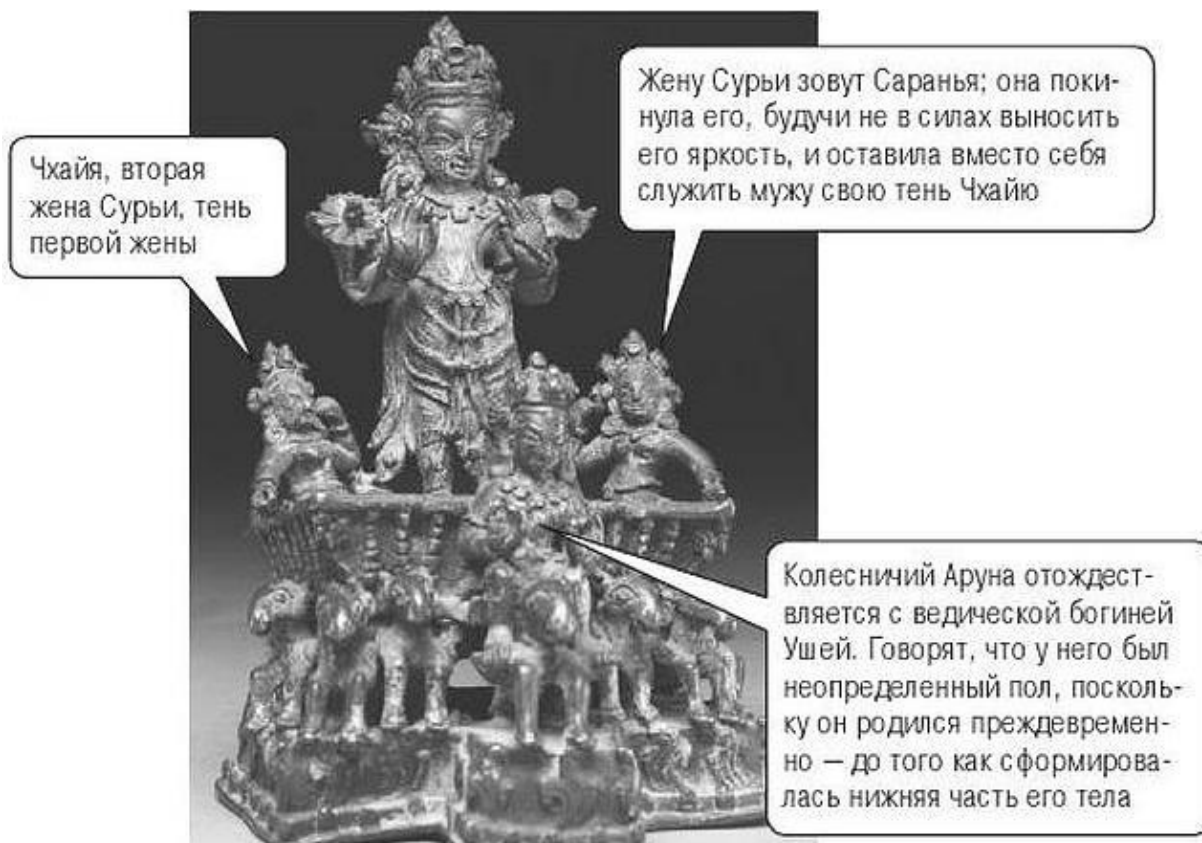 Чхайя, вторая
жена Сурьи, тень
первой жены
Жену Сурьи зовут Саранья; она поки-
нула его, будучи не в силах выносить
его яркость, и оставила вместо себя
служить мужу свою тень Чхайю
Колесничий Аруна отождест-
вляется с ведической богиней
Ушей. Говорят, что у него был
неопределенный пол, посколь-
ку он родился преждевремен-
но — до того как сформирова-
лась нижняя часть его тела